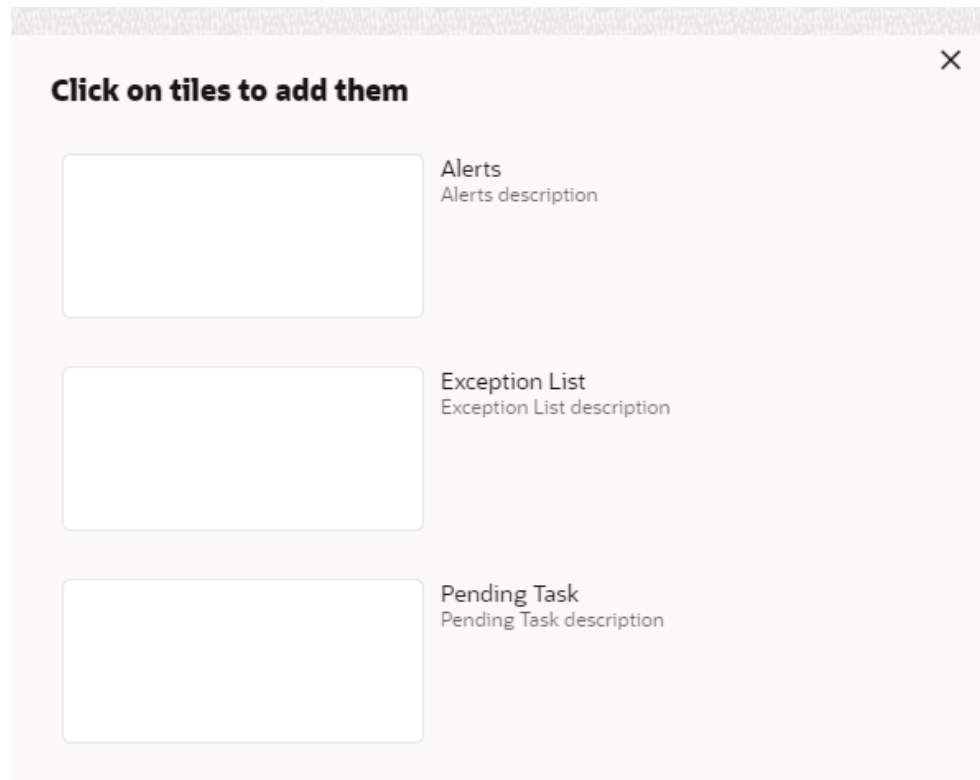 Click on tiles to add them
Alerts
Alerts description
Exception List
Exception List description
Pending Task
Pending Task description